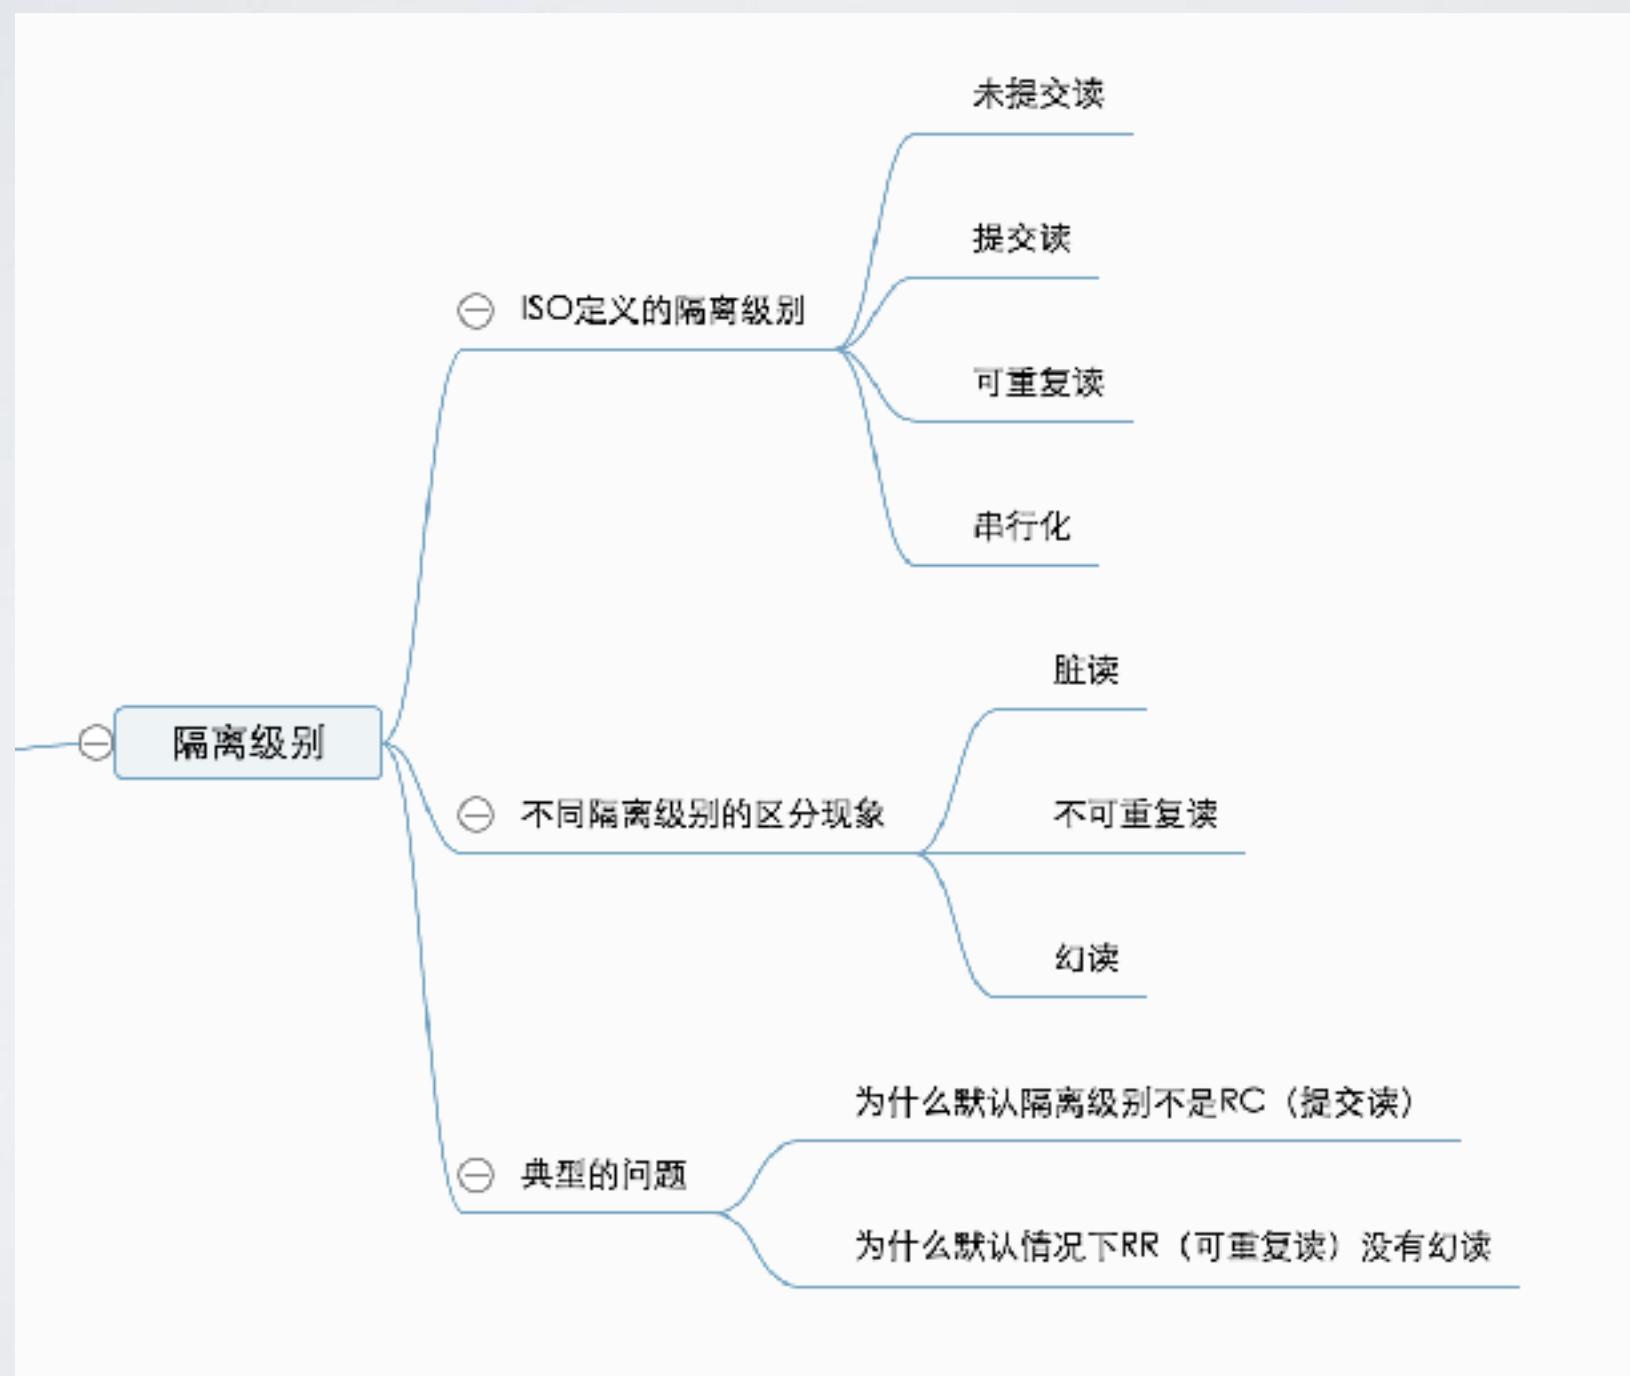 未提交读
提交读
ISO定义的隔离级别
可重复读
串行化
脏读
隔离级别
不同隔离级别的区分现象
不可重复读
幻读
为什么默认隔离级别不是RC（提交读）
典型的问题
为什么默认情况下RR（可重复读）没有幻读